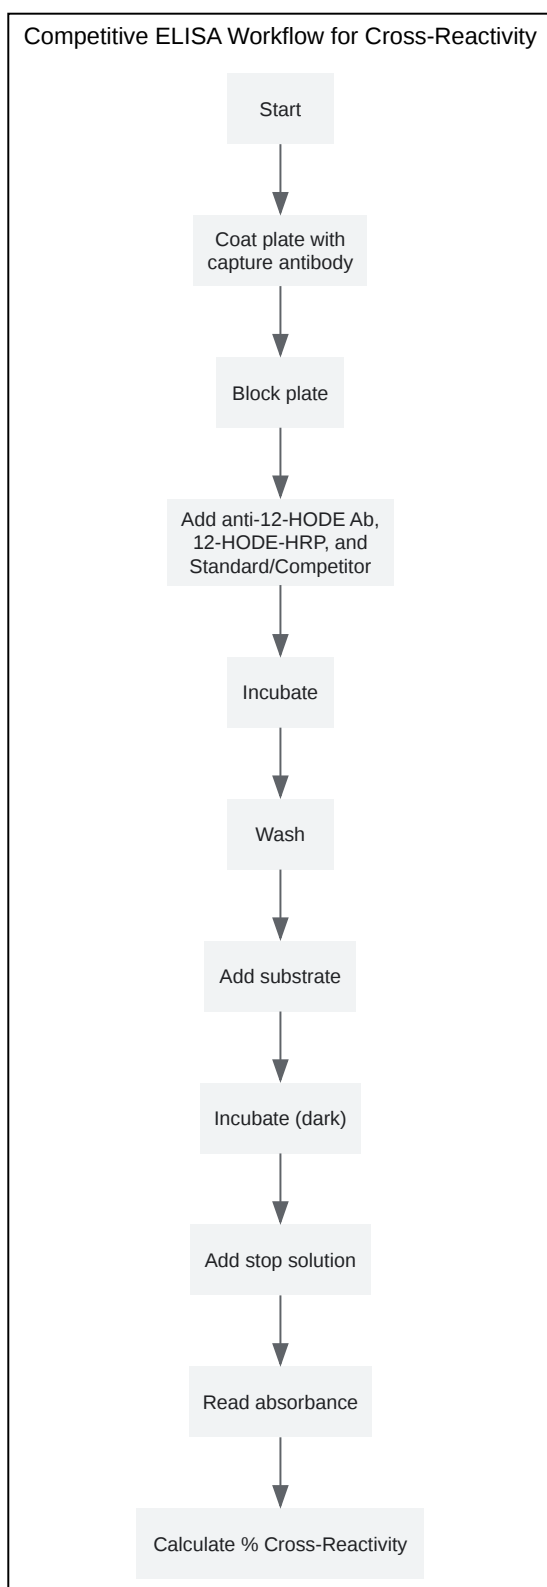 Competitive ELISA Workflow for Cross-Reactivity
Start
Coat plate with
capture antibody
Block plate
Add anti-12-HODE Ab,
12-HODE-HRP, and
Standard/Competitor
Incubate
Wash
Add substrate
Incubate (dark)
Add stop solution
Read absorbance
Calculate % Cross-Reactivity